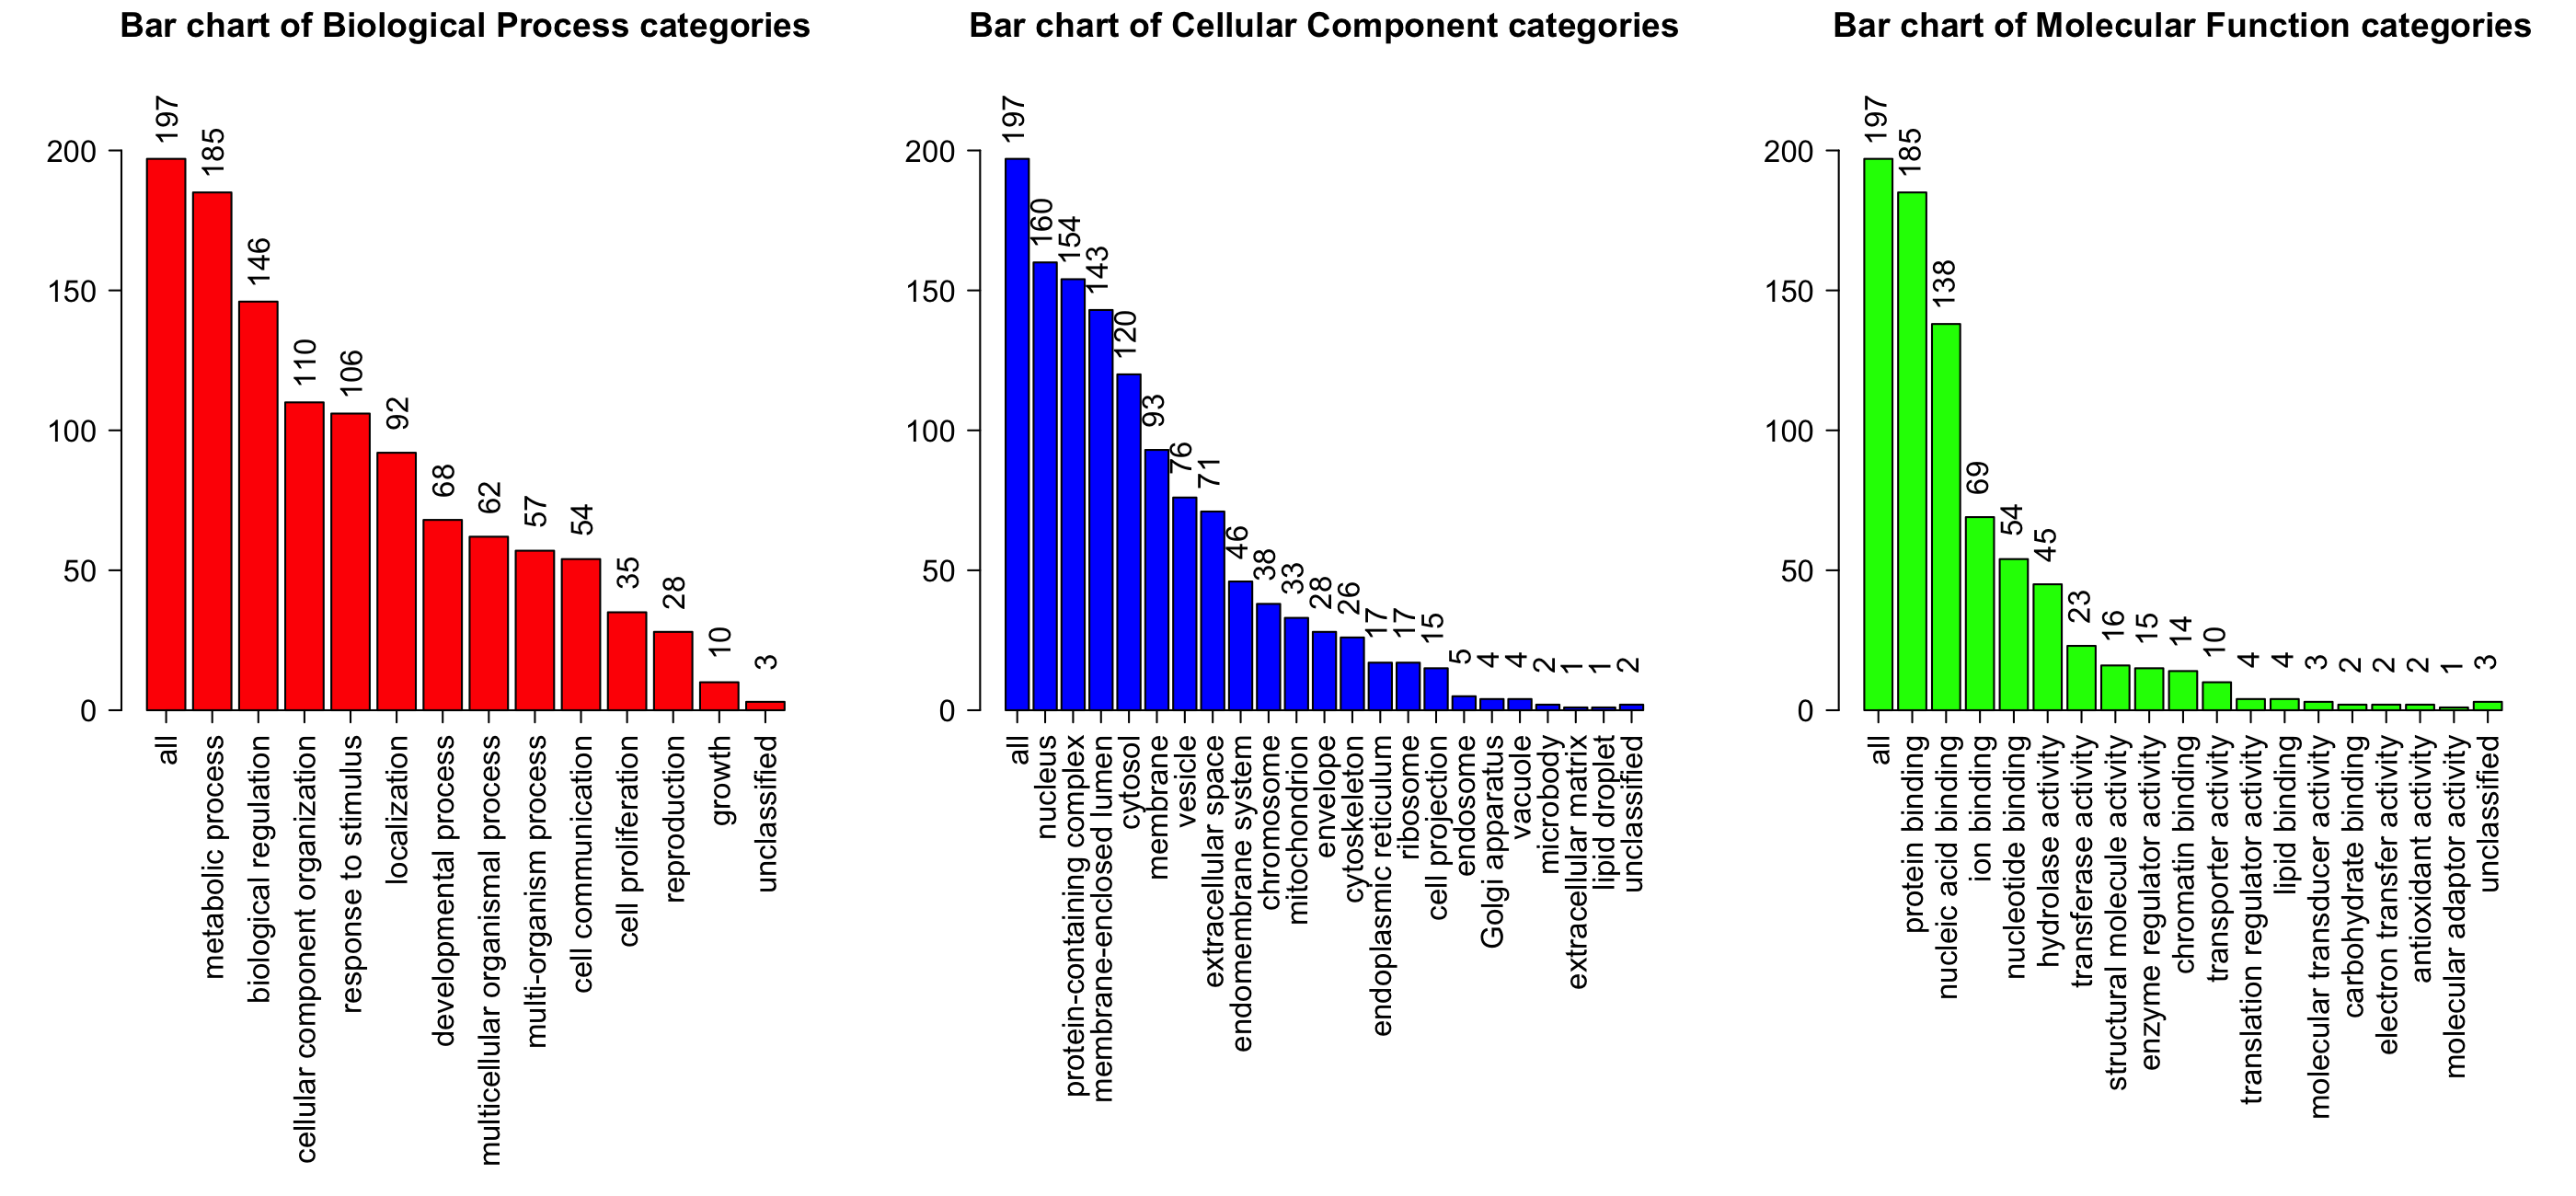 Bar chart of Biological Process categories
200
150
100
50
0
197
185
146
110
106
92
68
62
57
54
35
28
10
3
all
metabolic process
biological regulation
cellular component organization
response to stimulus
localization
developmental process
multicellular organismal process
multi-organism process
cell communication
cell proliferation
reproduction
growth
unclassified
Bar chart of Cellular Component categories
200
150
100
50
0
197
160
154
143
120
93
76
71
46
38
33
28
26
17
17
15
5
4
4
2
1
1
2
all
nucleus
protein-containing complex
membrane-enclosed lumen
cytosol
membrane
vesicle
extracellular space
endomembrane system
chromosome
mitochondrion
envelope
cytoskeleton
endoplasmic reticulum
ribosome
cell projection
endosome
Golgi apparatus
vacuole
microbody
extracellular matrix
lipid droplet
unclassified
Bar chart of Molecular Function categories
200
150
100
50
0
197
185
138
69
54
45
23
16
15
14
10
4
4
3
2
2
2
1
3
all
protein binding
nucleic acid binding
ion binding
nucleotide binding
hydrolase activity
transferase activity
structural molecule activity
enzyme regulator activity
chromatin binding
transporter activity
translation regulator activity
lipid binding
molecular transducer activity
carbohydrate binding
electron transfer activity
antioxidant activity
molecular adaptor activity
unclassified